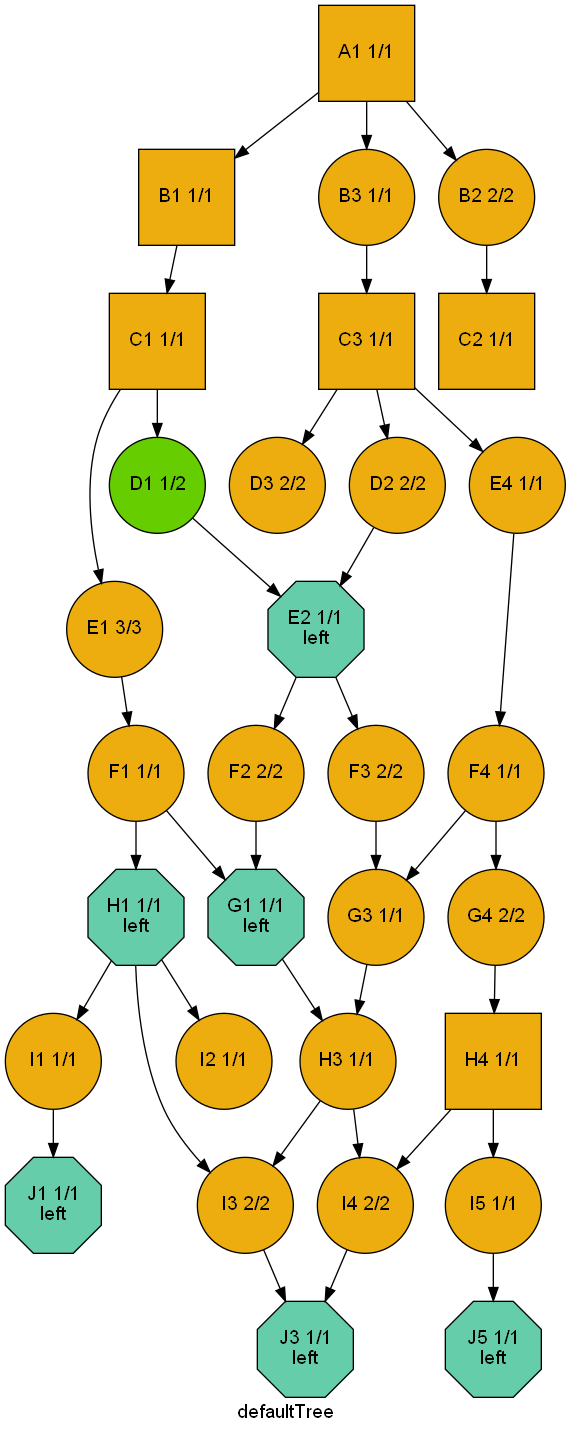 A1 1/1
B1 1/1
B3 1/1
B2 2/2
C1 1/1
C3 1/1
C2 1/1
D1 1/2
D3 2/2
D2 2/2
E4 1/1
E1 3/3
E2 1/1
left
F1 1/1
F2 2/2
F3 2/2
F4 1/1
H1 1/1
left
G1 1/1
left
G3 1/1
G4 2/2
I1 1/1
I2 1/1
H3 1/1
H4 1/1
J1 1/1
left
I3 2/2
I4 2/2
I5 1/1
J3 1/1
left
J5 1/1
left
defaultTree